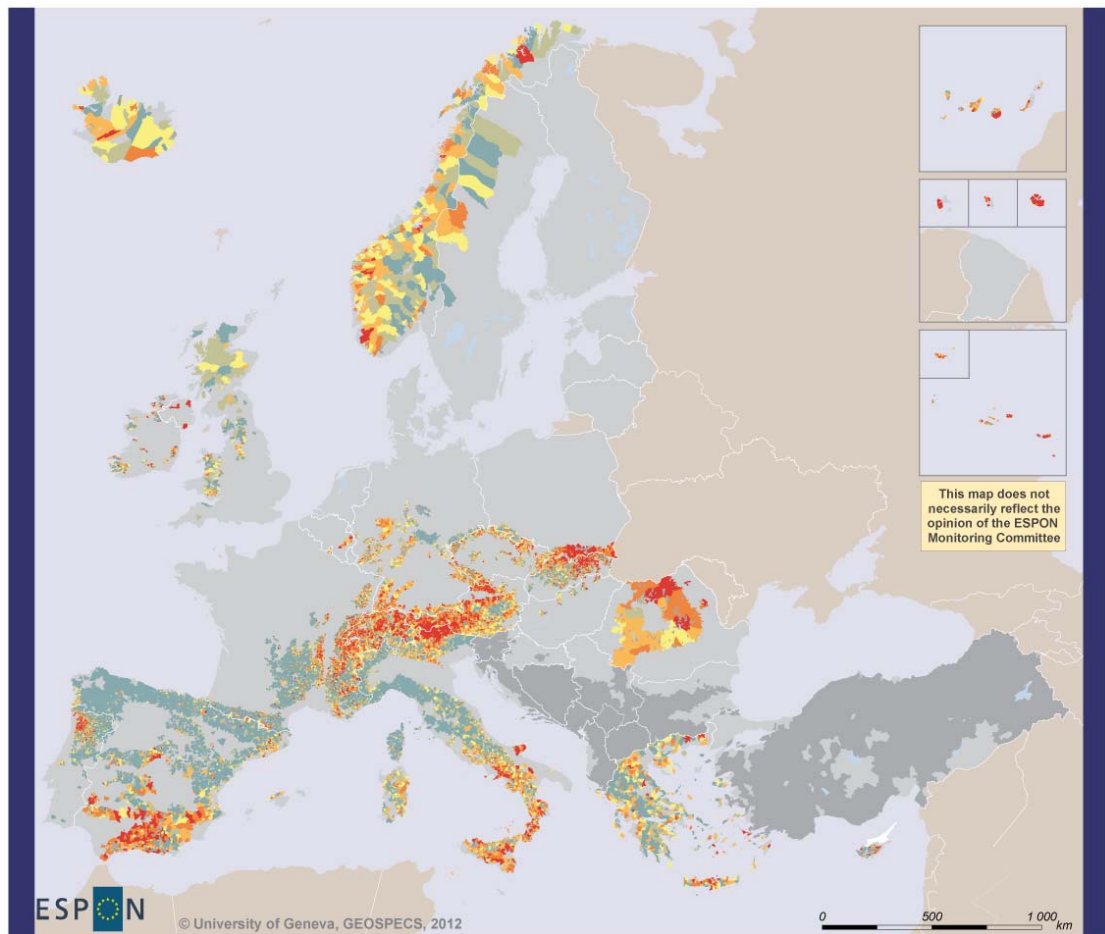 This map does not
necessarily reflect the
opinion of the ESPON
Monitoring Committee
ESPON
© University of Geneva, GEOSPECS, 2012
0 500 1 000
km